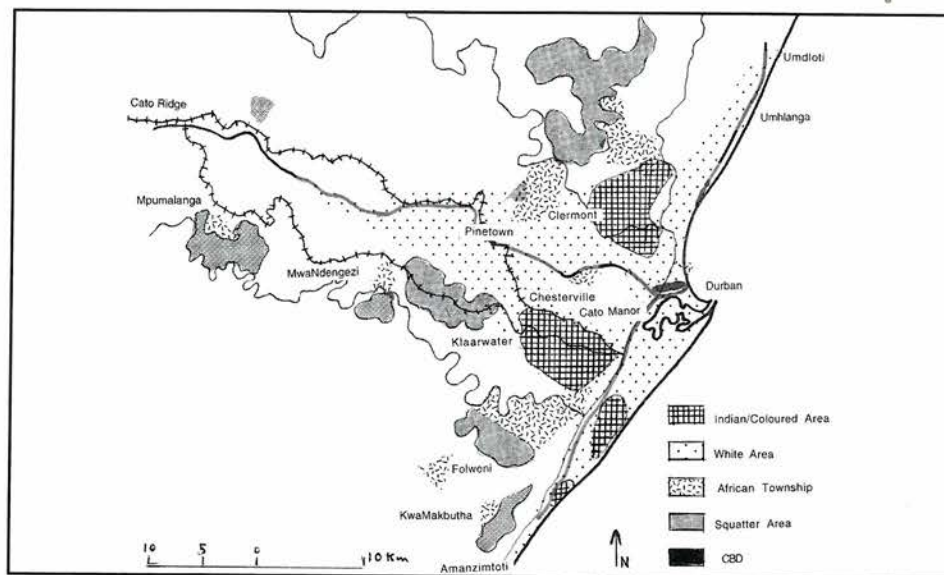 Umdloti
Cato Ridge
Umhlanga
Mpumalanga
Clermont
Pinetown
MwaNdengezi
Durban
Chesterville
Cato Manor
Klaarwater
Indian/Coloured Area
White Area
African Township
Folweni
Squatter Area
KwaMakbutha
CBD
10 5 0 10 Km
N
Amanzimtoti